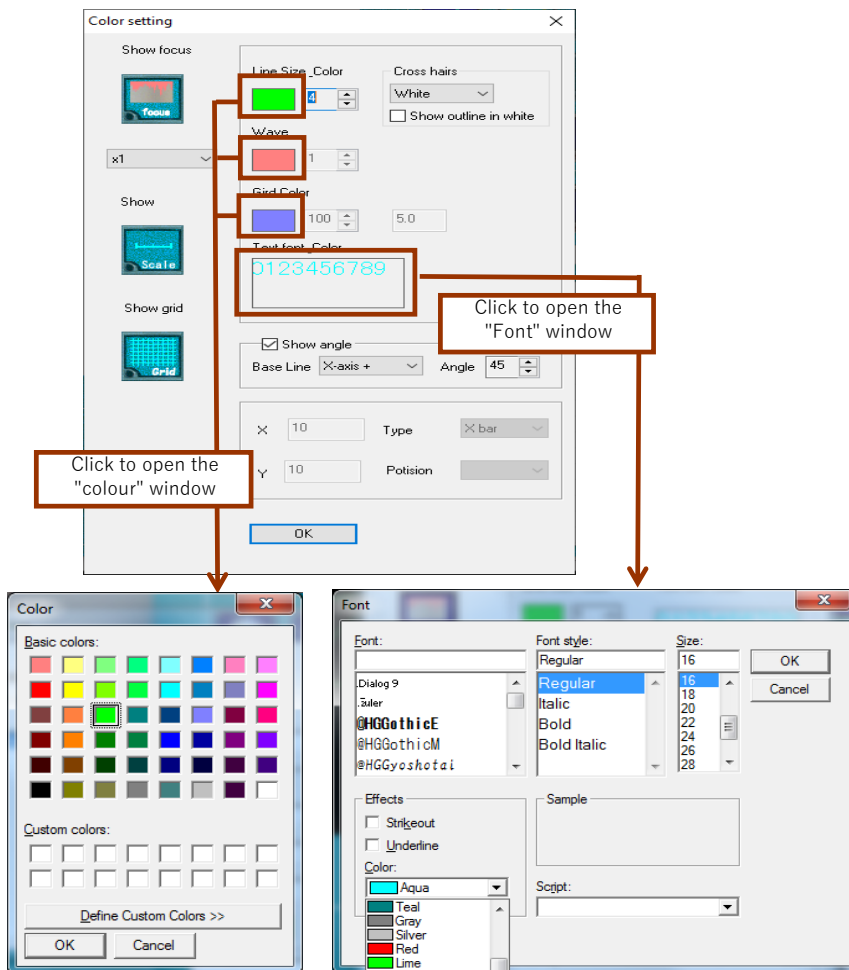 Color setting
Show focus
focus
x1
Show
Scale
Show grid
Grid
Line Size_Color
4
Cross hairs
White
Show outline in white
Wave
1
Gird Color
100
5.0
Text font_Color
0123456789
Click to open the
"Font" window
Show angle
Base Line X-axis + Angle 45
X 10 Type X bar
Y 10 Potision
Click to open the
"colour" window
OK
Color
Basic colors:
Custom colors:
Define Custom Colors >>
OK Cancel
Font
Font: Font style: Size:
Regular 16 OK
.Dialog 9 Regular 16 Cancel
Italic 18
@HGGothicE Bold 20
@HGGothicM Bold Italic 22
@HGGyoshotai 24
26
28
Effects
Strikeout
Underline
Color:
Aqua
Teal
Gray
Silver
Red
Lime
Sample
Script: